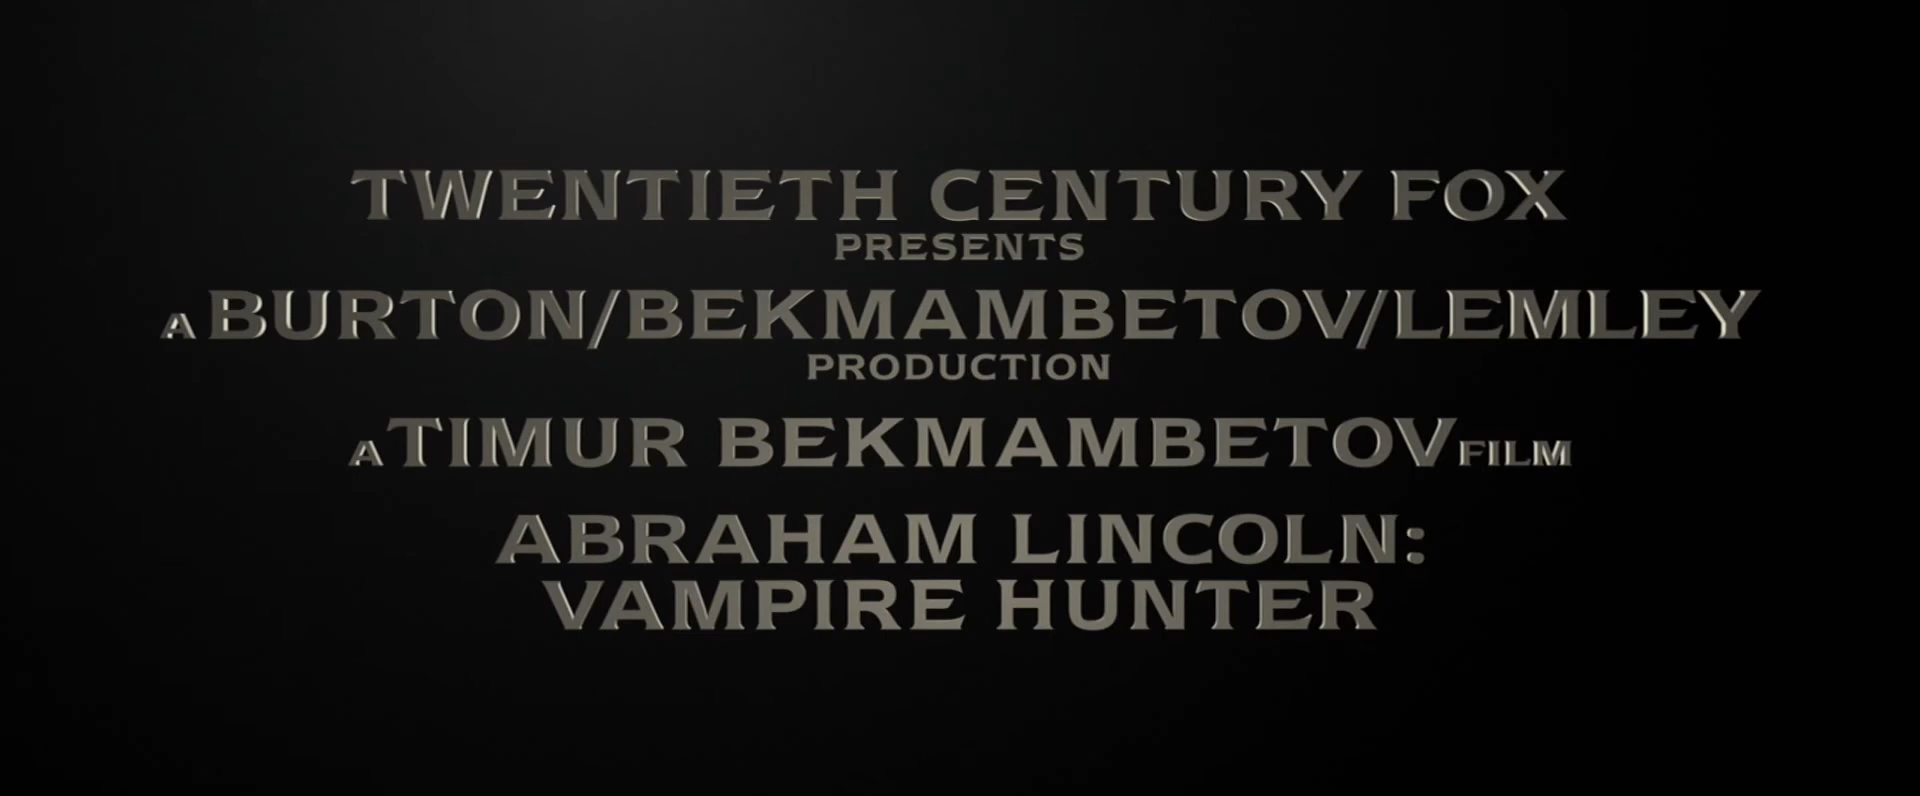 TWENTIETH CENTURY FOX
PRESENTS
A BURTON/BEKMAMBETOV/LEMLEY
PRODUCTION
A TIMUR BEKMAMBETOV FILM
ABRAHAM LINCOLN:
VAMPIRE HUNTER